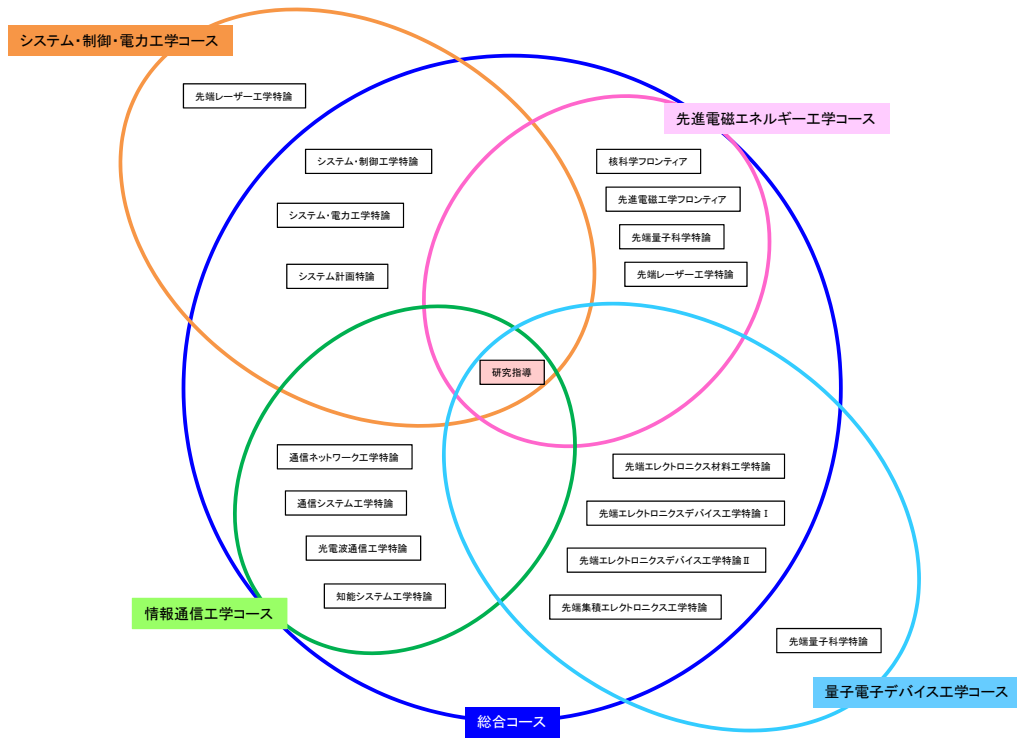 システム・制御・電力工学コース
先端レーザー工学特論
先進電磁エネルギー工学コース
システム・制御工学特論
核科学フロンティア
先進電磁工学フロンティア
システム・電力工学特論
先端量子科学特論
システム計画特論
先端レーザー工学特論
研究指導
通信ネットワーク工学特論
先端エレクトロニクス材料工学特論
通信システム工学特論
先端エレクトロニクスデバイス工学特論Ⅰ
光電波通信工学特論
先端エレクトロニクスデバイス工学特論Ⅱ
知能システム工学特論
先端集積エレクトロニクス工学特論
情報通信工学コース
先端量子科学特論
量子電子デバイス工学コース
総合コース